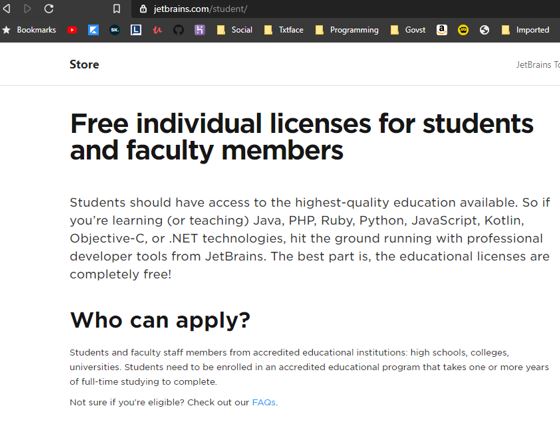 jetbrains.com/student/
Bookmarks SK. L Social Txtface Programming Govst a Imported
Store JetBrains To
Free individual licenses for students
and faculty members
Students should have access to the highest-quality education available. So if
you're learning (or teaching) Java, PHP, Ruby, Python, JavaScript, Kotlin,
Objective-C, or .NET technologies, hit the ground running with professional
developer tools from JetBrains. The best part is, the educational licenses are
completely free!
Who can apply?
Students and faculty staff members from accredited educational institutions: high schools, colleges,
universities. Students need to be enrolled in an accredited educational program that takes one or more years
of full-time studying to complete.
Not sure if you're eligible? Check out our FAQs.